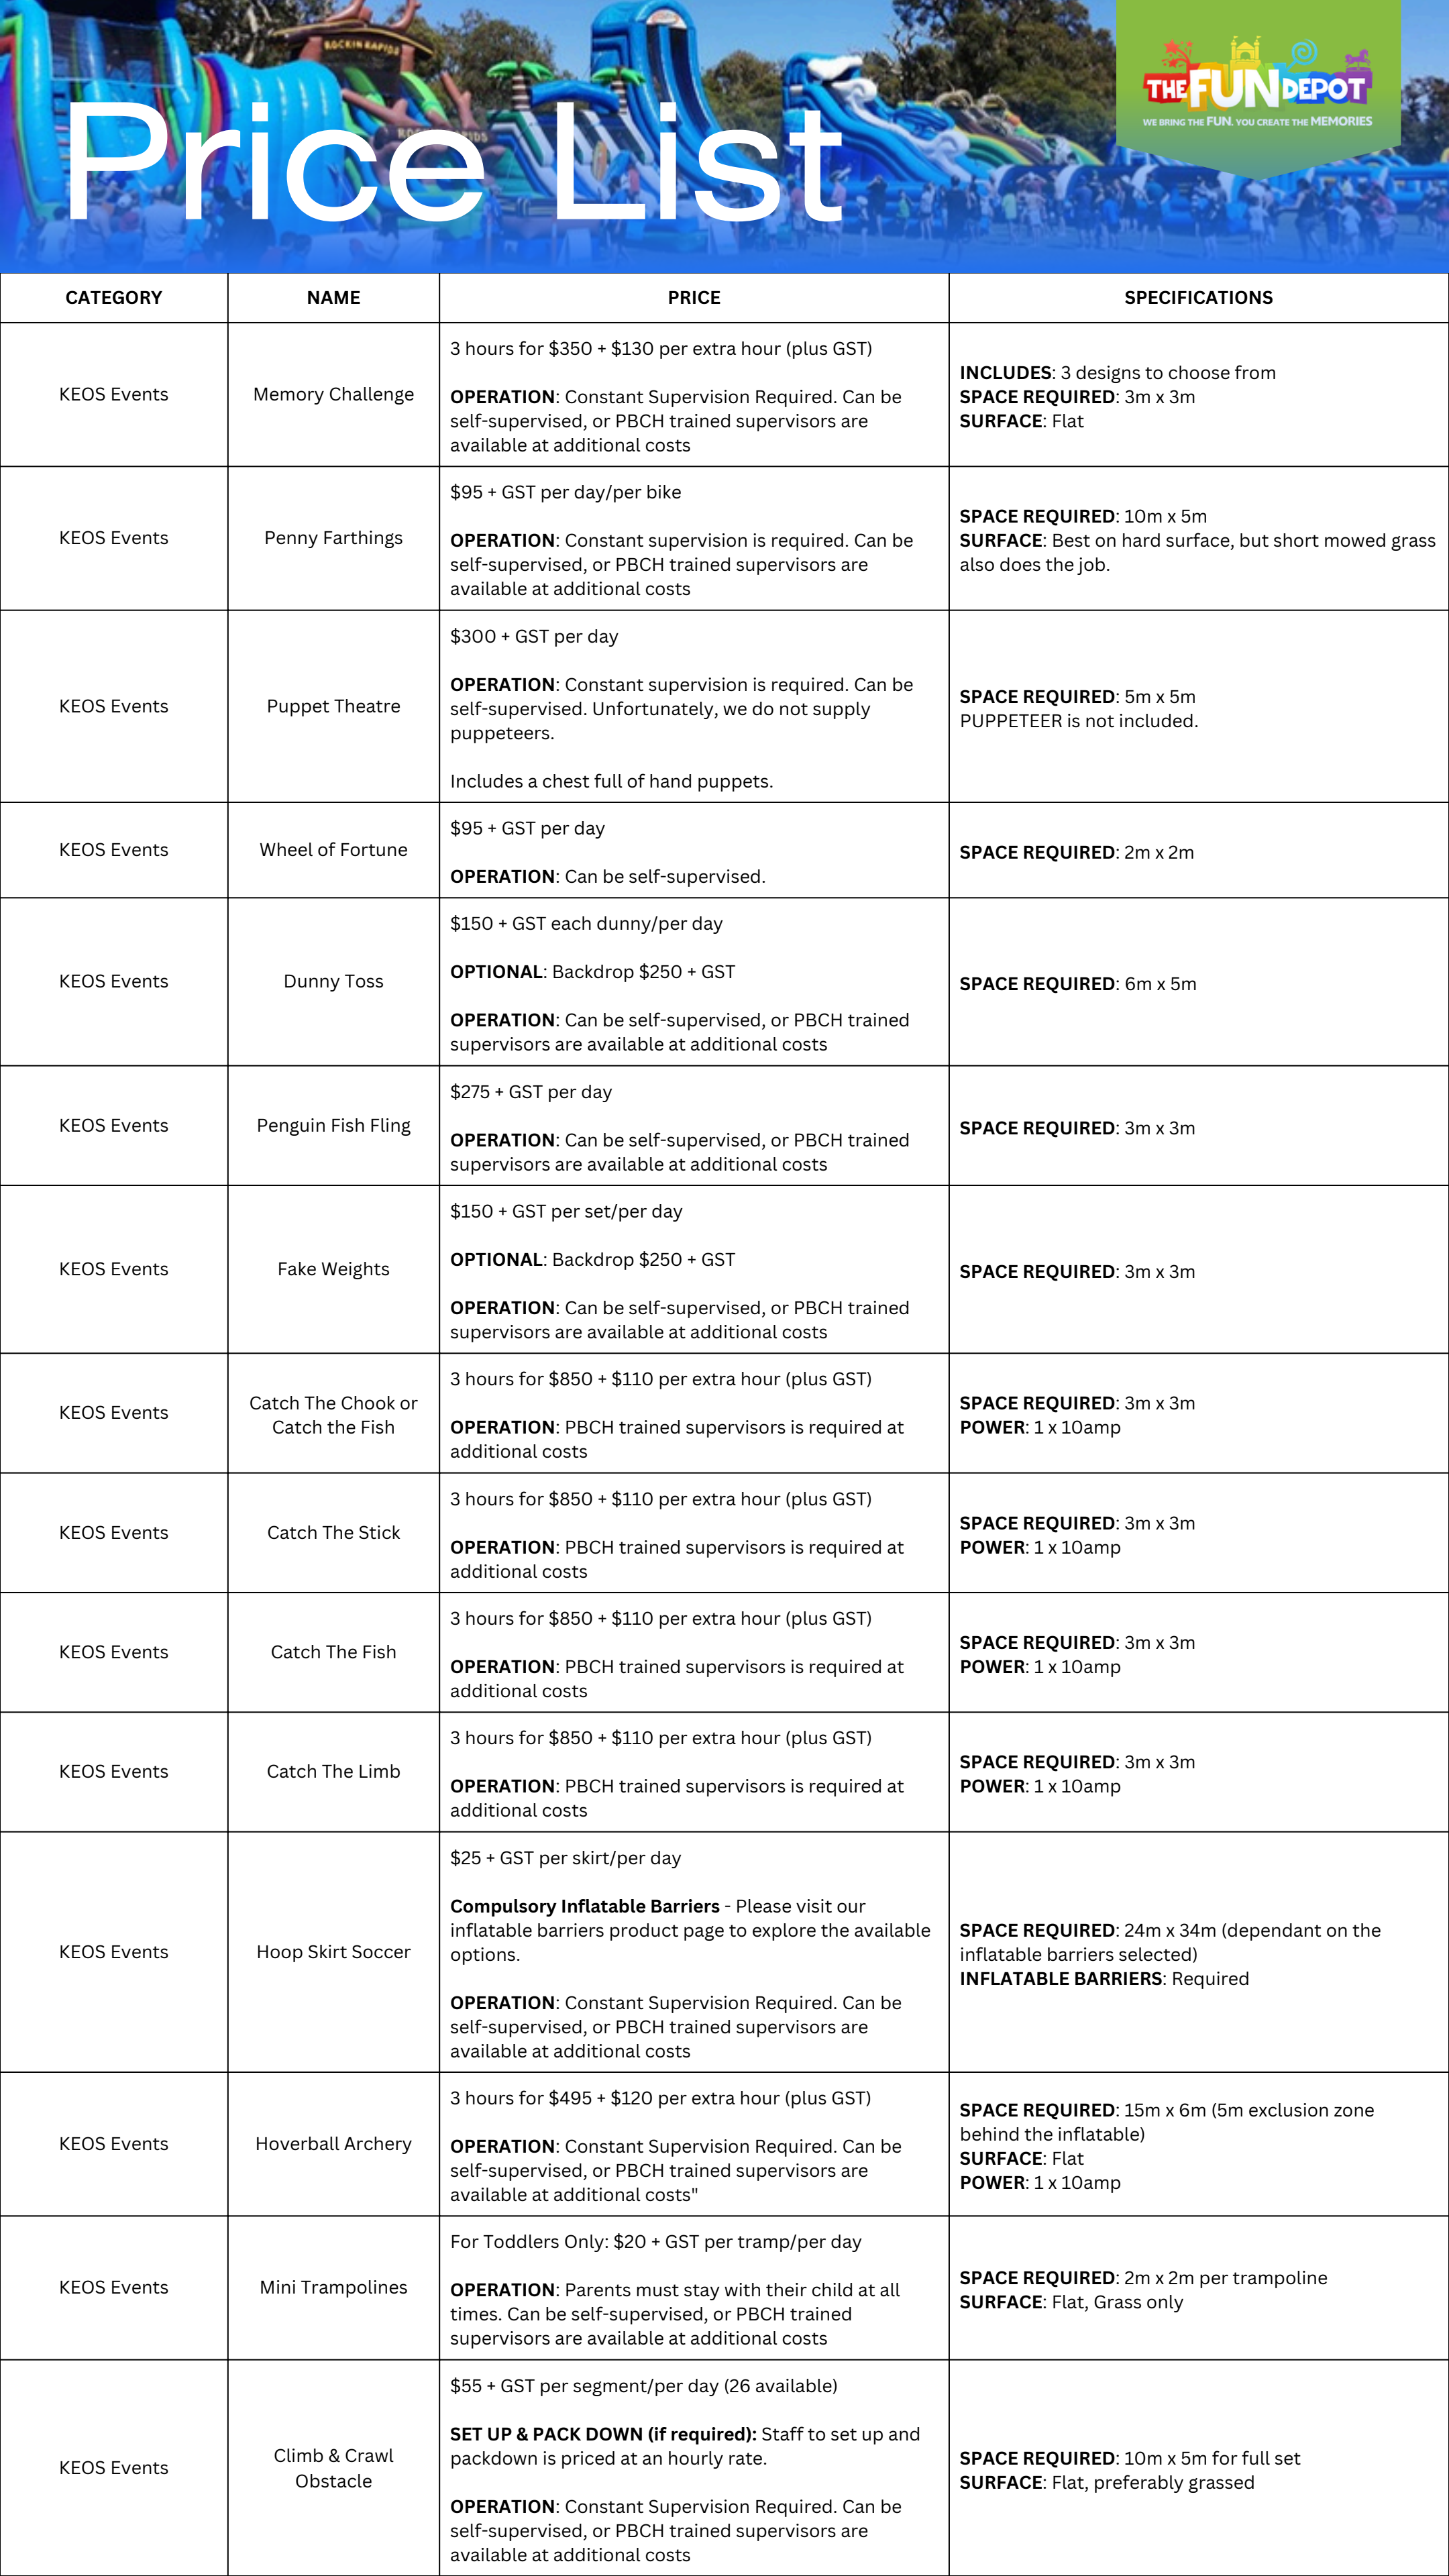 ROCKIN RAPIDS
ROCKIN RAPIDS
THE FUN DEPOT
WE BRING THE FUN. YOU CREATE THE MEMORIES
Price List
CATEGORY
NAME
PRICE
SPECIFICATIONS
KEOS Events
Memory Challenge
3 hours for $350 + $130 per extra hour (plus GST)
OPERATION: Constant Supervision Required. Can be
self-supervised, or PBCH trained supervisors are
available at additional costs
INCLUDES: 3 designs to choose from
SPACE REQUIRED: 3m x 3m
SURFACE: Flat
KEOS Events
Penny Farthings
$95 + GST per day/per bike
OPERATION: Constant supervision is required. Can be
self-supervised, or PBCH trained supervisors are
available at additional costs
SPACE REQUIRED: 10m x 5m
SURFACE: Best on hard surface, but short mowed grass
also does the job.
KEOS Events
Puppet Theatre
$300 + GST per day
OPERATION: Constant supervision is required. Can be
self-supervised. Unfortunately, we do not supply
puppeteers.
Includes a chest full of hand puppets.
SPACE REQUIRED: 5m x 5m
PUPPETEER is not included.
KEOS Events
Wheel of Fortune
$95 + GST per day
OPERATION: Can be self-supervised.
SPACE REQUIRED: 2m x 2m
KEOS Events
Dunny Toss
$150 + GST each dunny/per day
OPTIONAL: Backdrop $250 + GST
OPERATION: Can be self-supervised, or PBCH trained
supervisors are available at additional costs
SPACE REQUIRED: 6m x 5m
KEOS Events
Penguin Fish Fling
$275 + GST per day
OPERATION: Can be self-supervised, or PBCH trained
supervisors are available at additional costs
SPACE REQUIRED: 3m x 3m
KEOS Events
Fake Weights
$150 + GST per set/per day
OPTIONAL: Backdrop $250 + GST
OPERATION: Can be self-supervised, or PBCH trained
supervisors are available at additional costs
SPACE REQUIRED: 3m x 3m
KEOS Events
Catch The Chook or
Catch the Fish
3 hours for $850 + $110 per extra hour (plus GST)
OPERATION: PBCH trained supervisors is required at
additional costs
SPACE REQUIRED: 3m x 3m
POWER: 1 x 10amp
KEOS Events
Catch The Stick
3 hours for $850 + $110 per extra hour (plus GST)
OPERATION: PBCH trained supervisors is required at
additional costs
SPACE REQUIRED: 3m x 3m
POWER: 1 x 10amp
KEOS Events
Catch The Fish
3 hours for $850 + $110 per extra hour (plus GST)
OPERATION: PBCH trained supervisors is required at
additional costs
SPACE REQUIRED: 3m x 3m
POWER: 1 x 10amp
KEOS Events
Catch The Limb
3 hours for $850 + $110 per extra hour (plus GST)
OPERATION: PBCH trained supervisors is required at
additional costs
SPACE REQUIRED: 3m x 3m
POWER: 1 x 10amp
KEOS Events
Hoop Skirt Soccer
$25 + GST per skirt/per day
Compulsory Inflatable Barriers - Please visit our
inflatable barriers product page to explore the available
options.
OPERATION: Constant Supervision Required. Can be
self-supervised, or PBCH trained supervisors are
available at additional costs
SPACE REQUIRED: 24m x 34m (dependant on the
inflatable barriers selected)
INFLATABLE BARRIERS: Required
KEOS Events
Hoverball Archery
3 hours for $495 + $120 per extra hour (plus GST)
OPERATION: Constant Supervision Required. Can be
self-supervised, or PBCH trained supervisors are
available at additional costs"
SPACE REQUIRED: 15m x 6m (5m exclusion zone
behind the inflatable)
SURFACE: Flat
POWER: 1 x 10amp
KEOS Events
Mini Trampolines
For Toddlers Only: $20 + GST per tramp/per day
OPERATION: Parents must stay with their child at all
times. Can be self-supervised, or PBCH trained
supervisors are available at additional costs
SPACE REQUIRED: 2m x 2m per trampoline
SURFACE: Flat, Grass only
KEOS Events
Climb & Crawl
Obstacle
$55 + GST per segment/per day (26 available)
SET UP & PACK DOWN (if required): Staff to set up and
packdown is priced at an hourly rate.
OPERATION: Constant Supervision Required. Can be
self-supervised, or PBCH trained supervisors are
available at additional costs
SPACE REQUIRED: 10m x 5m for full set
SURFACE: Flat, preferably grassed